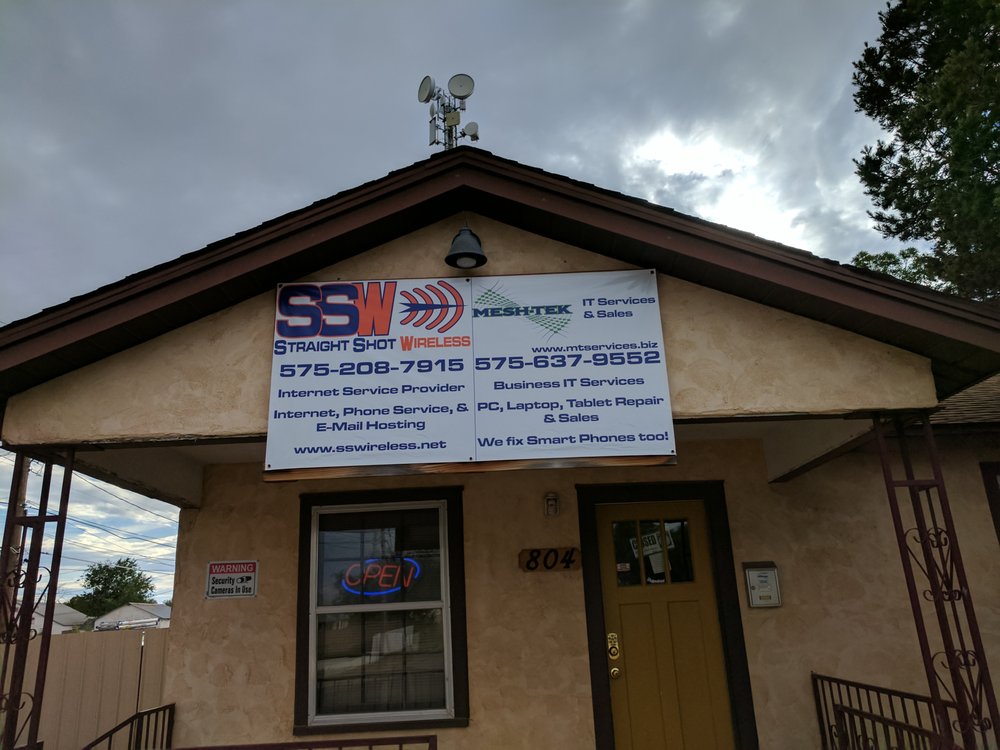 SSW
STRAIGHT SHOT WIRELESS
575-208-7915
Internet Service Provider
Internet, Phone Service, &
E-Mail Hosting
www.sswireless.net
MESH-TEK
IT Services
& Sales
www.mtservices.biz
575-637-9552
Business IT Services
PC, Laptop, Tablet Repair
& Sales
We fix Smart Phones too!
WARNING
Security
Cameras In Use
OPEN
804
CLOSED